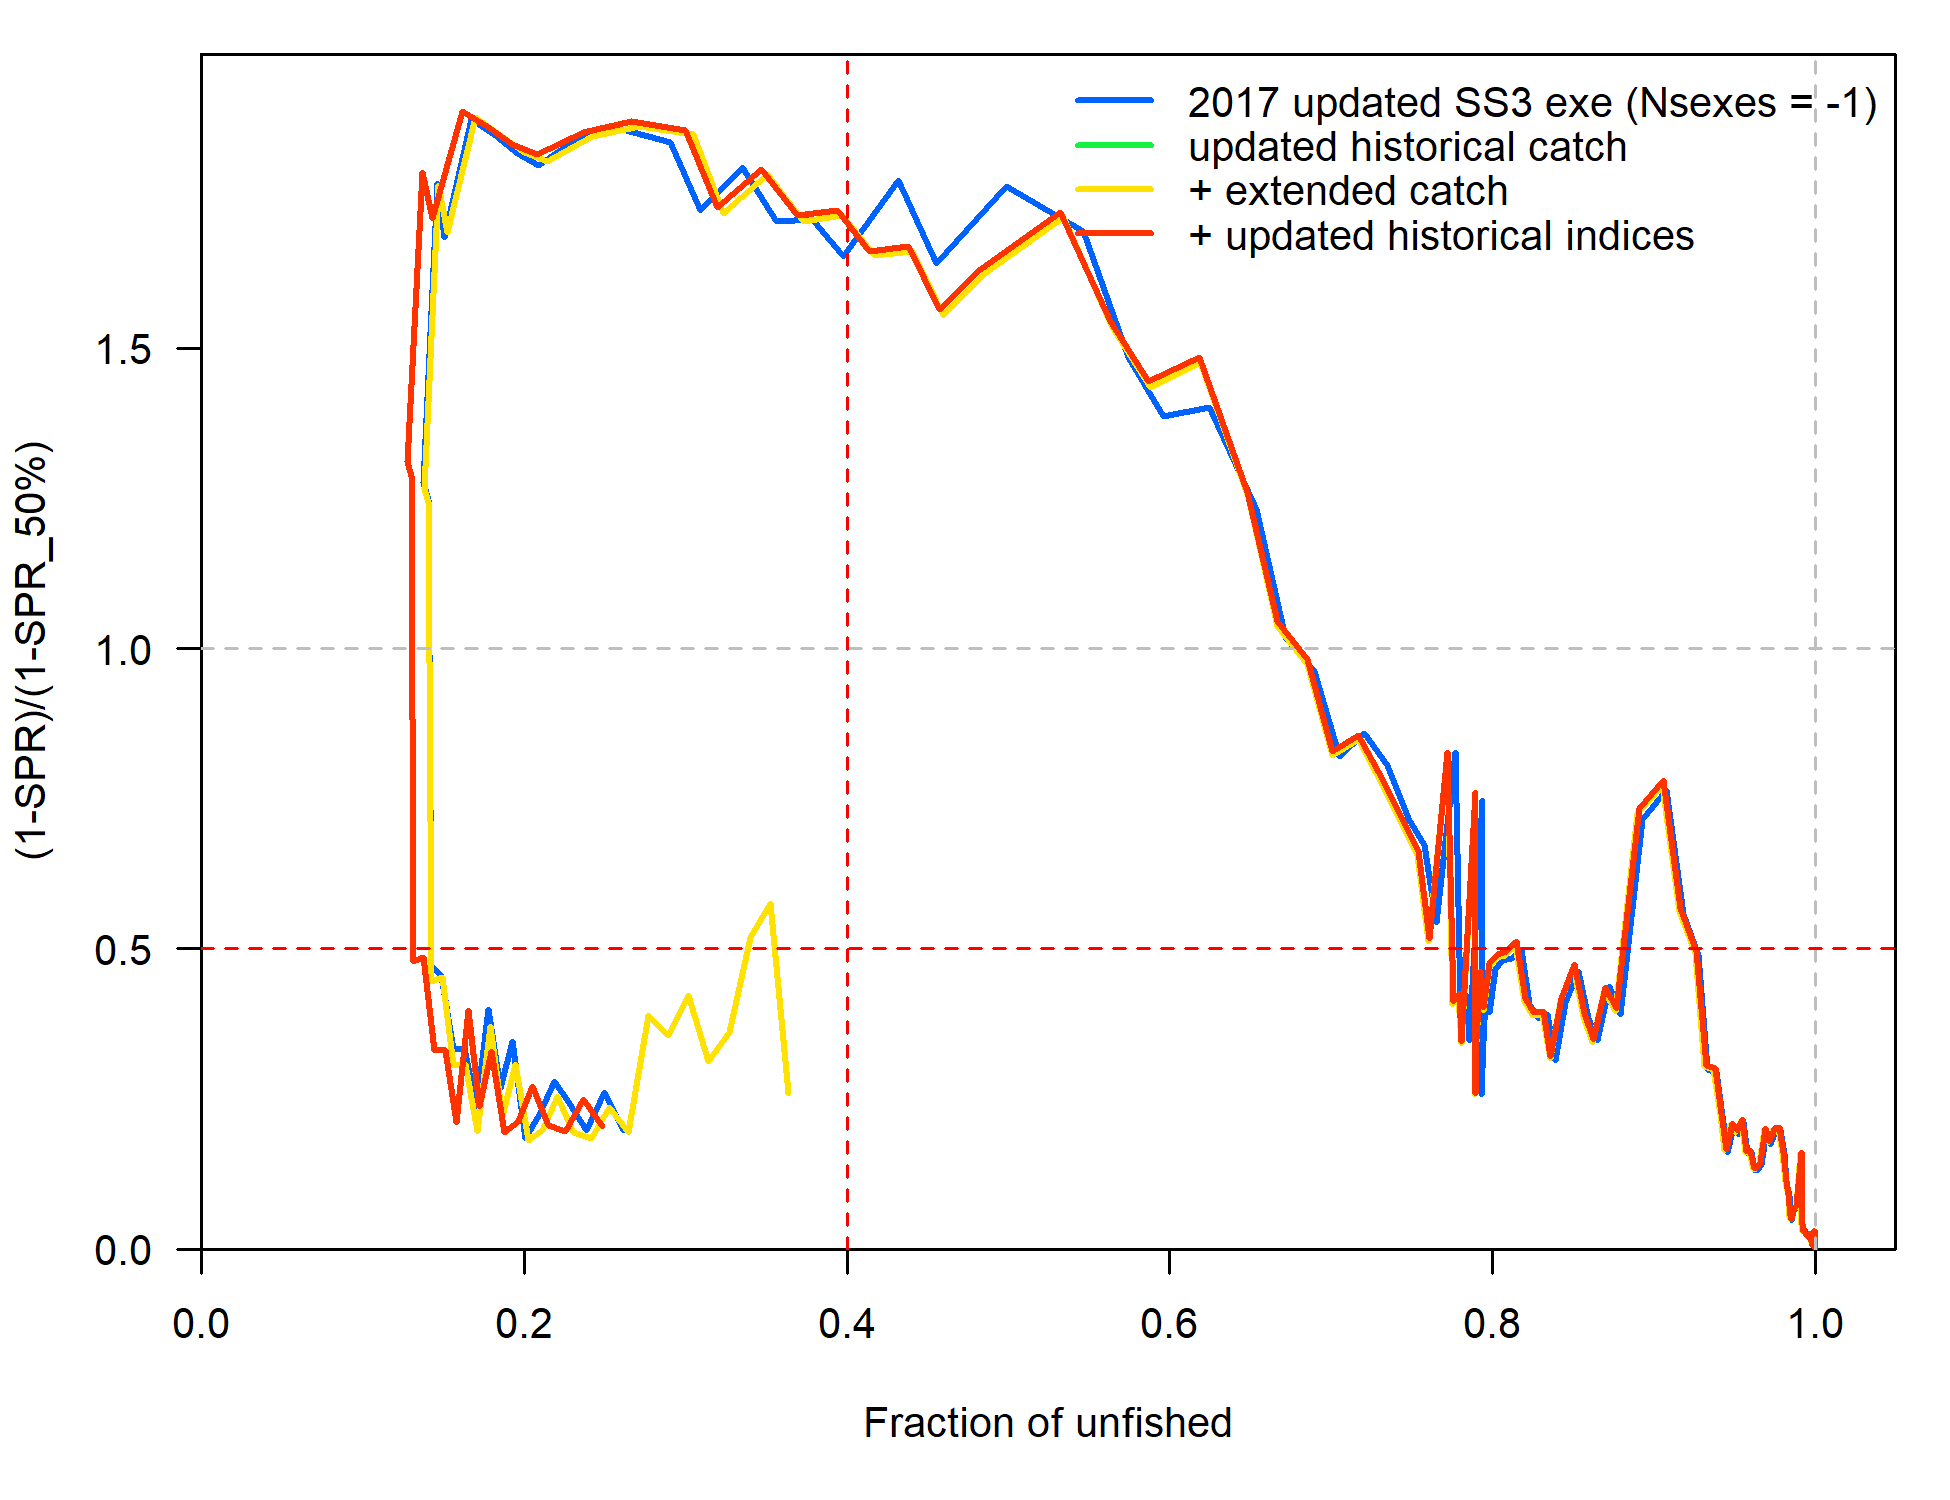 2017 updated SS3 exe (Nsexes = -1)
updated historical catch
+ extended catch
+ updated historical indices
(1-SPR)/(1-SPR_50%)
1.5
1.0
0.5
0.0
0.0 0.2 0.4 0.6 0.8 1.0
Fraction of unfished